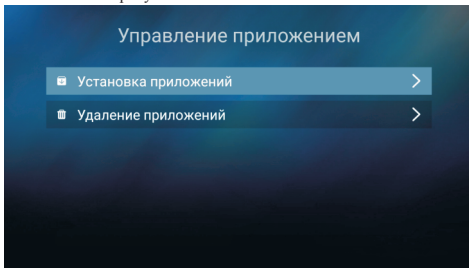 Управление приложением
Установка приложений
Удаление приложений